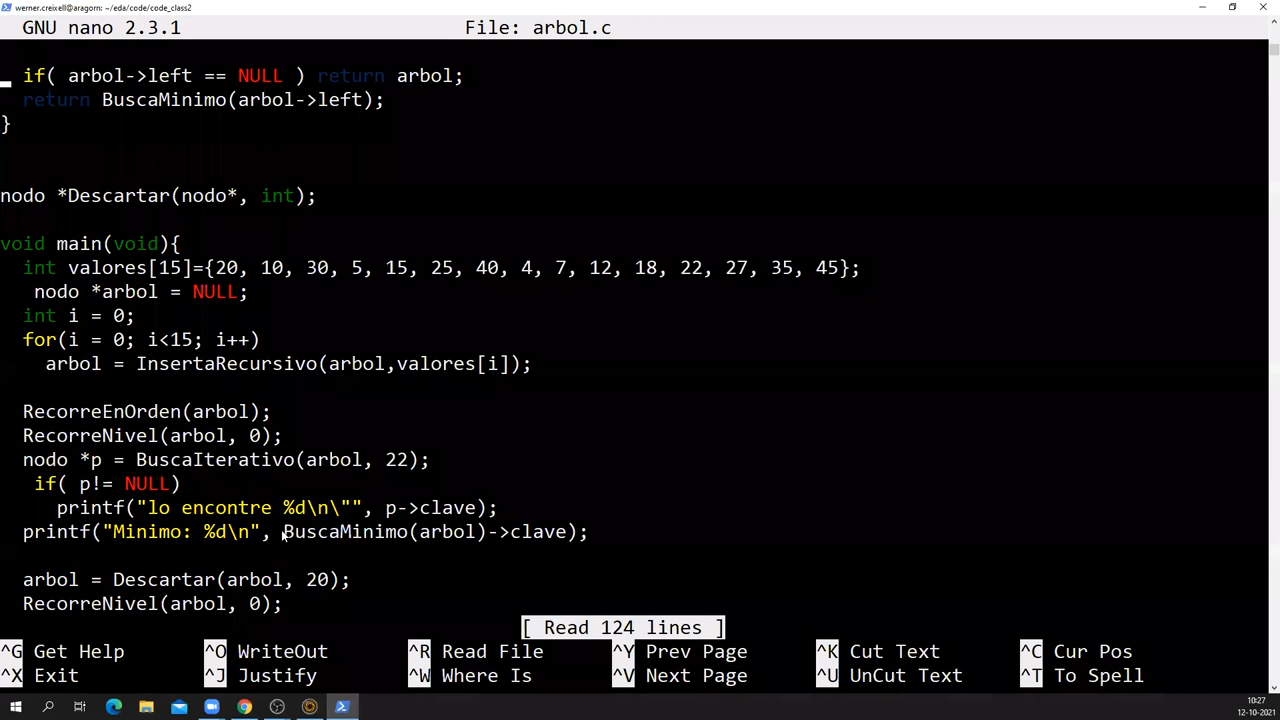 werner.creixell@aragorn: ~/eda/code/code_class2
GNU nano 2.3.1 File: arbol.c
if( arbol->left == NULL ) return arbol;
return BuscaMinimo(arbol->left);
}
nodo *Descartar(nodo*, int);
void main(void){
int valores[15]={20, 10, 30, 5, 15, 25, 40, 4, 7, 12, 18, 22, 27, 35, 45};
nodo *arbol = NULL;
int i = 0;
for(i = 0; i<15; i++)
arbol = InsertaRecursivo(arbol,valores[i]);
RecorreEnOrden(arbol);
RecorreNivel(arbol, 0);
nodo *p = BuscaIterativo(arbol, 22);
if( p!= NULL)
printf("lo encontre %d\n\"", p->clave);
printf("Minimo: %d\n", BuscaMinimo(arbol)->clave);
arbol = Descartar(arbol, 20);
RecorreNivel(arbol, 0);
[ Read 124 lines ]
^G Get Help ^O WriteOut ^R Read File ^Y Prev Page ^K Cut Text ^C Cur Pos
^X Exit ^J Justify ^W Where Is ^V Next Page ^U UnCut Text ^T To Spell
10:27
12-10-2021